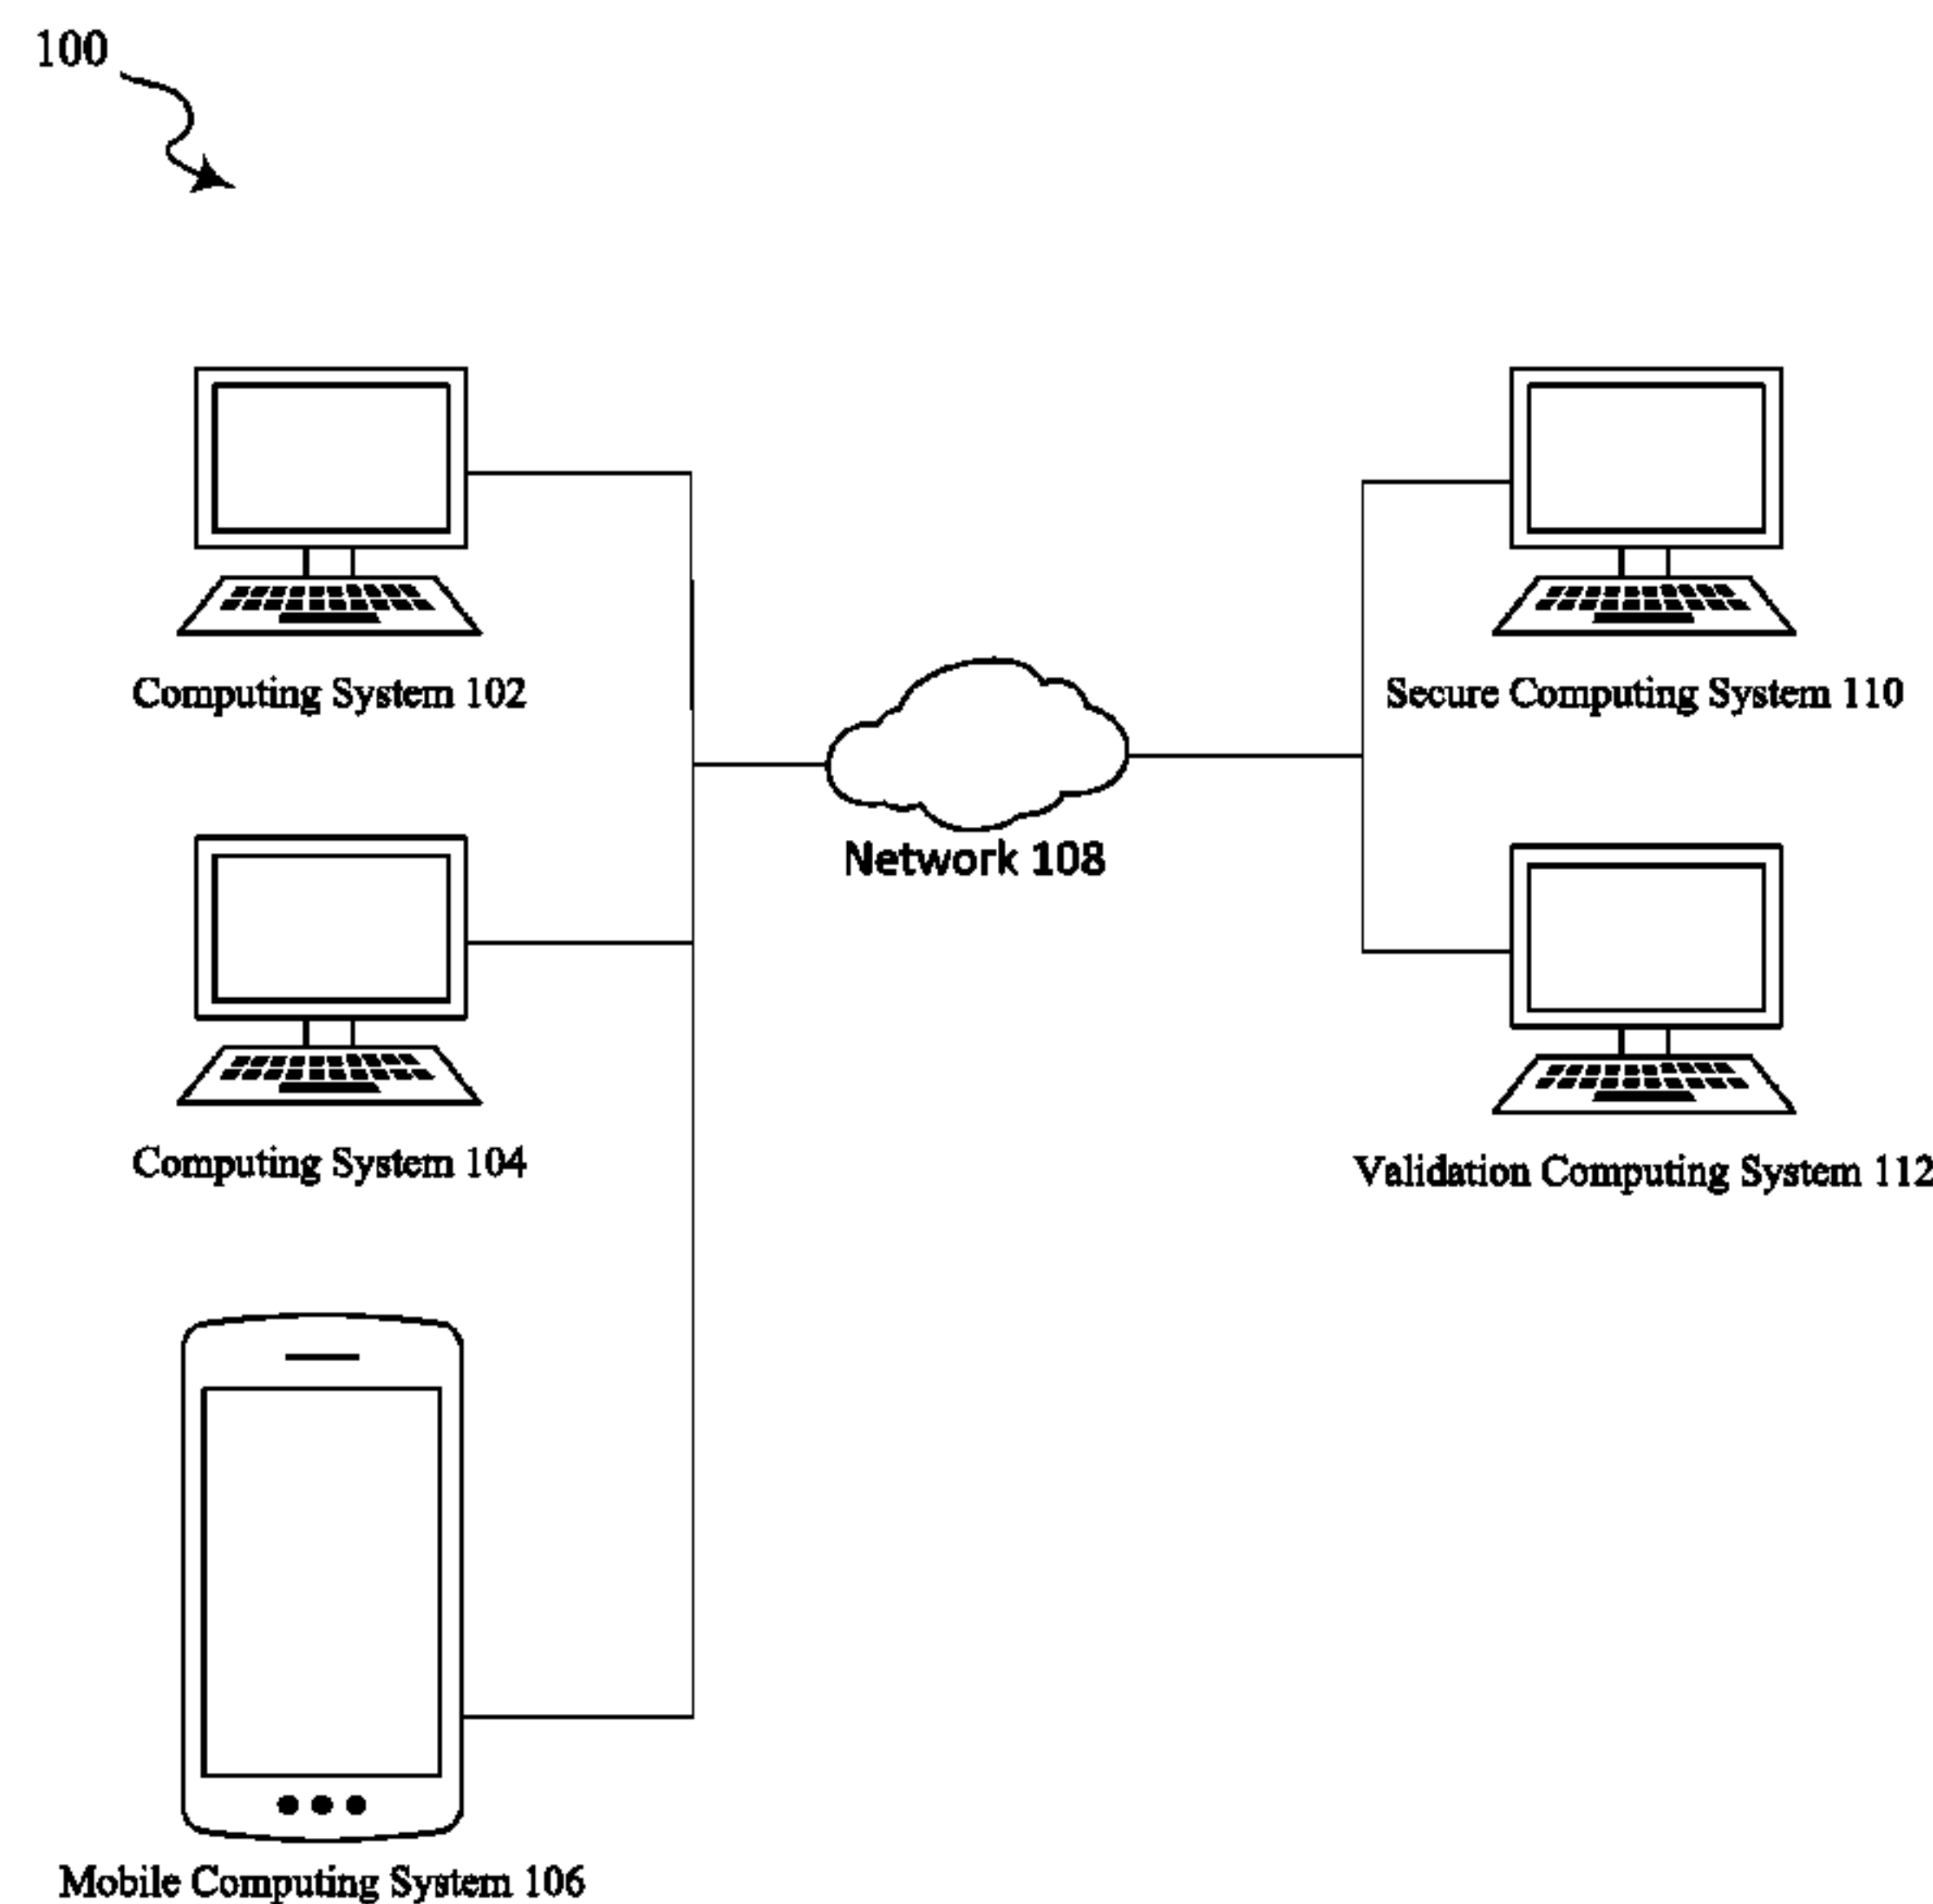 100
Computing System 102
Secure Computing System 110
Network 108
Computing System 104
Validation Computing System 112
Mobile Computing System 106